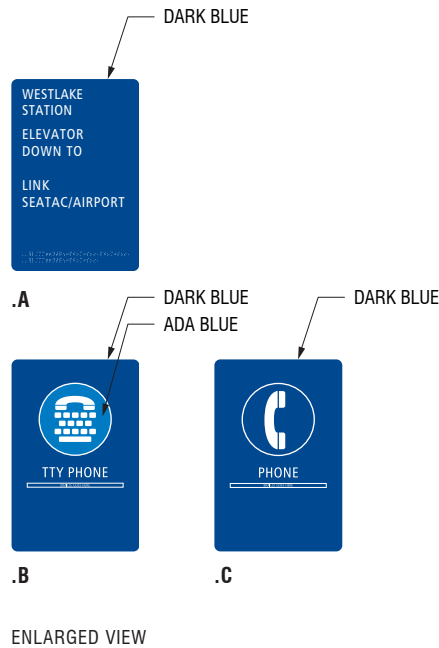 DARK BLUE
WESTLAKE
STATION
ELEVATOR
DOWN TO
LINK
SEATAC/AIRPORT
.A
DARK BLUE
ADA BLUE
DARK BLUE
TTY PHONE
PHONE
.B
.C
ENLARGED VIEW